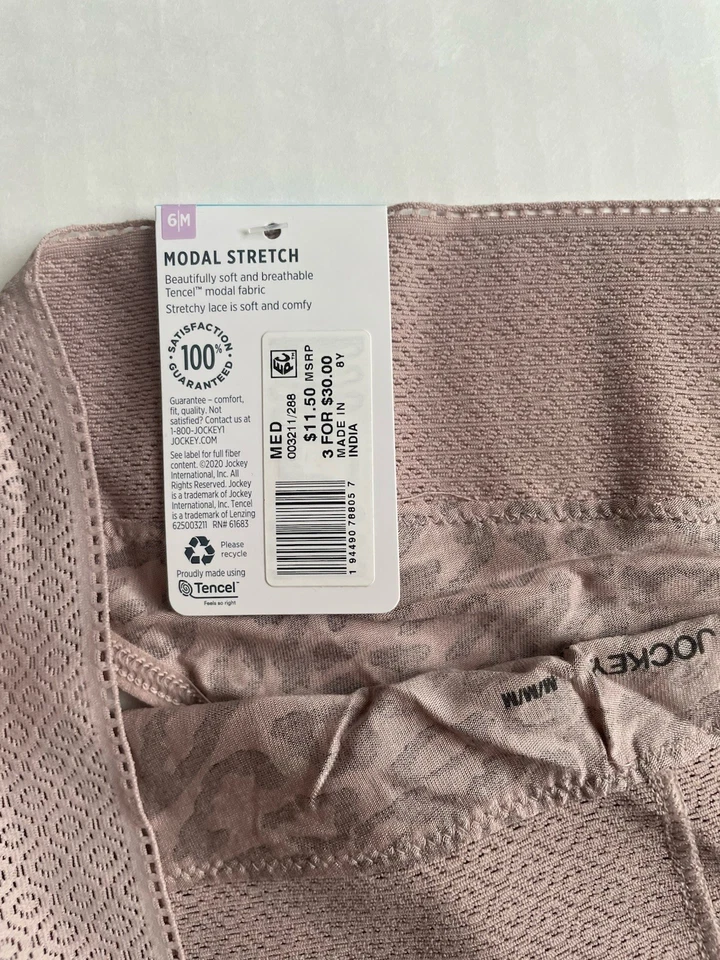 6|M
MODAL STRETCH
Beautifully soft and breathable
Tencel™ modal fabric
Stretchy lace is soft and comfy
SATISFACTION
100%
GUARANTEED
Guarantee – comfort,
fit, quality. Not
satisfied? Contact us at
1-800-JOCKEY1
JOCKEY.COM
See label for full fiber
content. ©2020 Jockey
International, Inc. All
Rights Reserved. Jockey
is a trademark of Jockey
International, Inc. Tencel
is a trademark of Lenzing
625003211 RN# 61683
Please
recycle
Proudly made using
Tencel™
Feels so right
MED
003211/288
$11.50 MSRP
3 FOR $30.00
MADE IN 8Y
INDIA
1 94490 78805 7
JOCKEY
M/M/M